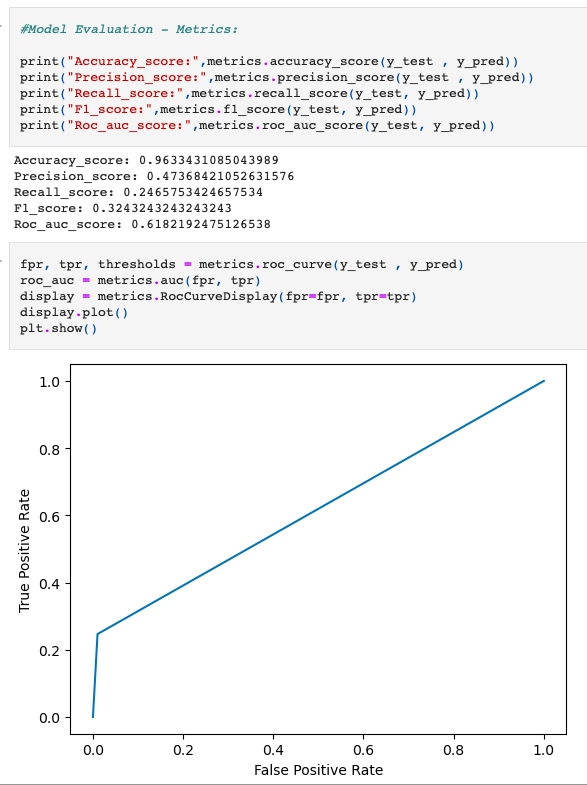 #Model Evaluation - Metrics:
print("Accuracy_score:",metrics.accuracy_score(y_test , y_pred))
print("Precision_score:",metrics.precision_score(y_test , y_pred))
print("Recall_score:",metrics.recall_score(y_test, y_pred))
print("F1_score:",metrics.f1_score(y_test, y_pred))
print("Roc_auc_score:",metrics.roc_auc_score(y_test, y_pred))
Accuracy_score: 0.9633431085043989
Precision_score: 0.47368421052631576
Recall_score: 0.2465753424657534
F1_score: 0.3243243243243243
Roc_auc_score: 0.6182192475126538
fpr, tpr, thresholds = metrics.roc_curve(y_test , y_pred)
roc_auc = metrics.auc(fpr, tpr)
display = metrics.RocCurveDisplay(fpr=fpr, tpr=tpr)
display.plot()
plt.show()
1.0
0.8
0.6
0.4
0.2
0.0
True Positive Rate
0.0 0.2 0.4 0.6 0.8 1.0
False Positive Rate